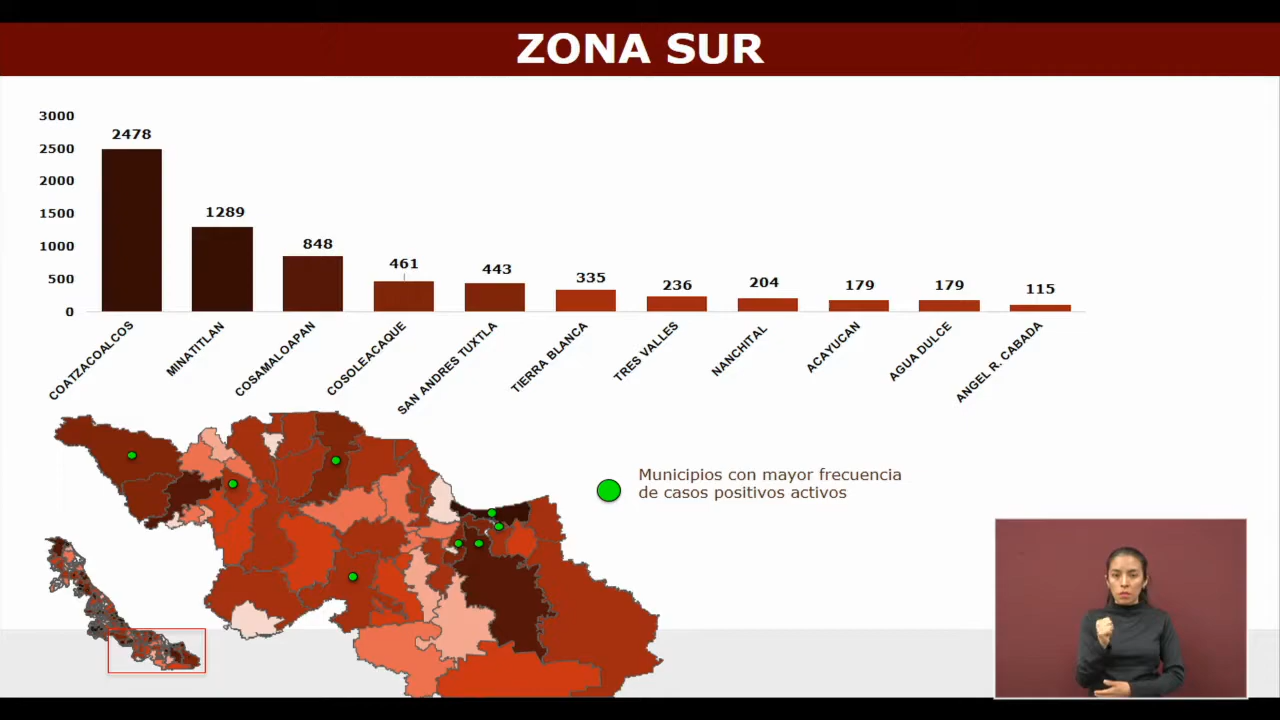 ZONA SUR
3000
2500
2000
1500
1000
500
0
2478
1289
848
461
443
335
236
204
179
179
115
COATZACOALCOS
MINATITLAN
COSAMALOAPAN
COSOLEACAQUE
SAN ANDRES TUXTLA
TIERRA BLANCA
TRES VALLES
NANCHITAL
ACAYUCAN
AGUA DULCE
ANGEL R. CABADA
Municipios con mayor frecuencia
de casos positivos activos